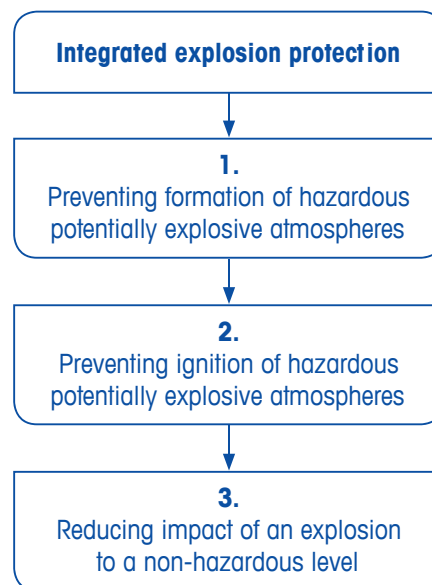 Integrated explosion protection
1.
Preventing formation of hazardous
potentially explosive atmospheres
2.
Preventing ignition of hazardous
potentially explosive atmospheres
3.
Reducing impact of an explosion
to a non-hazardous level